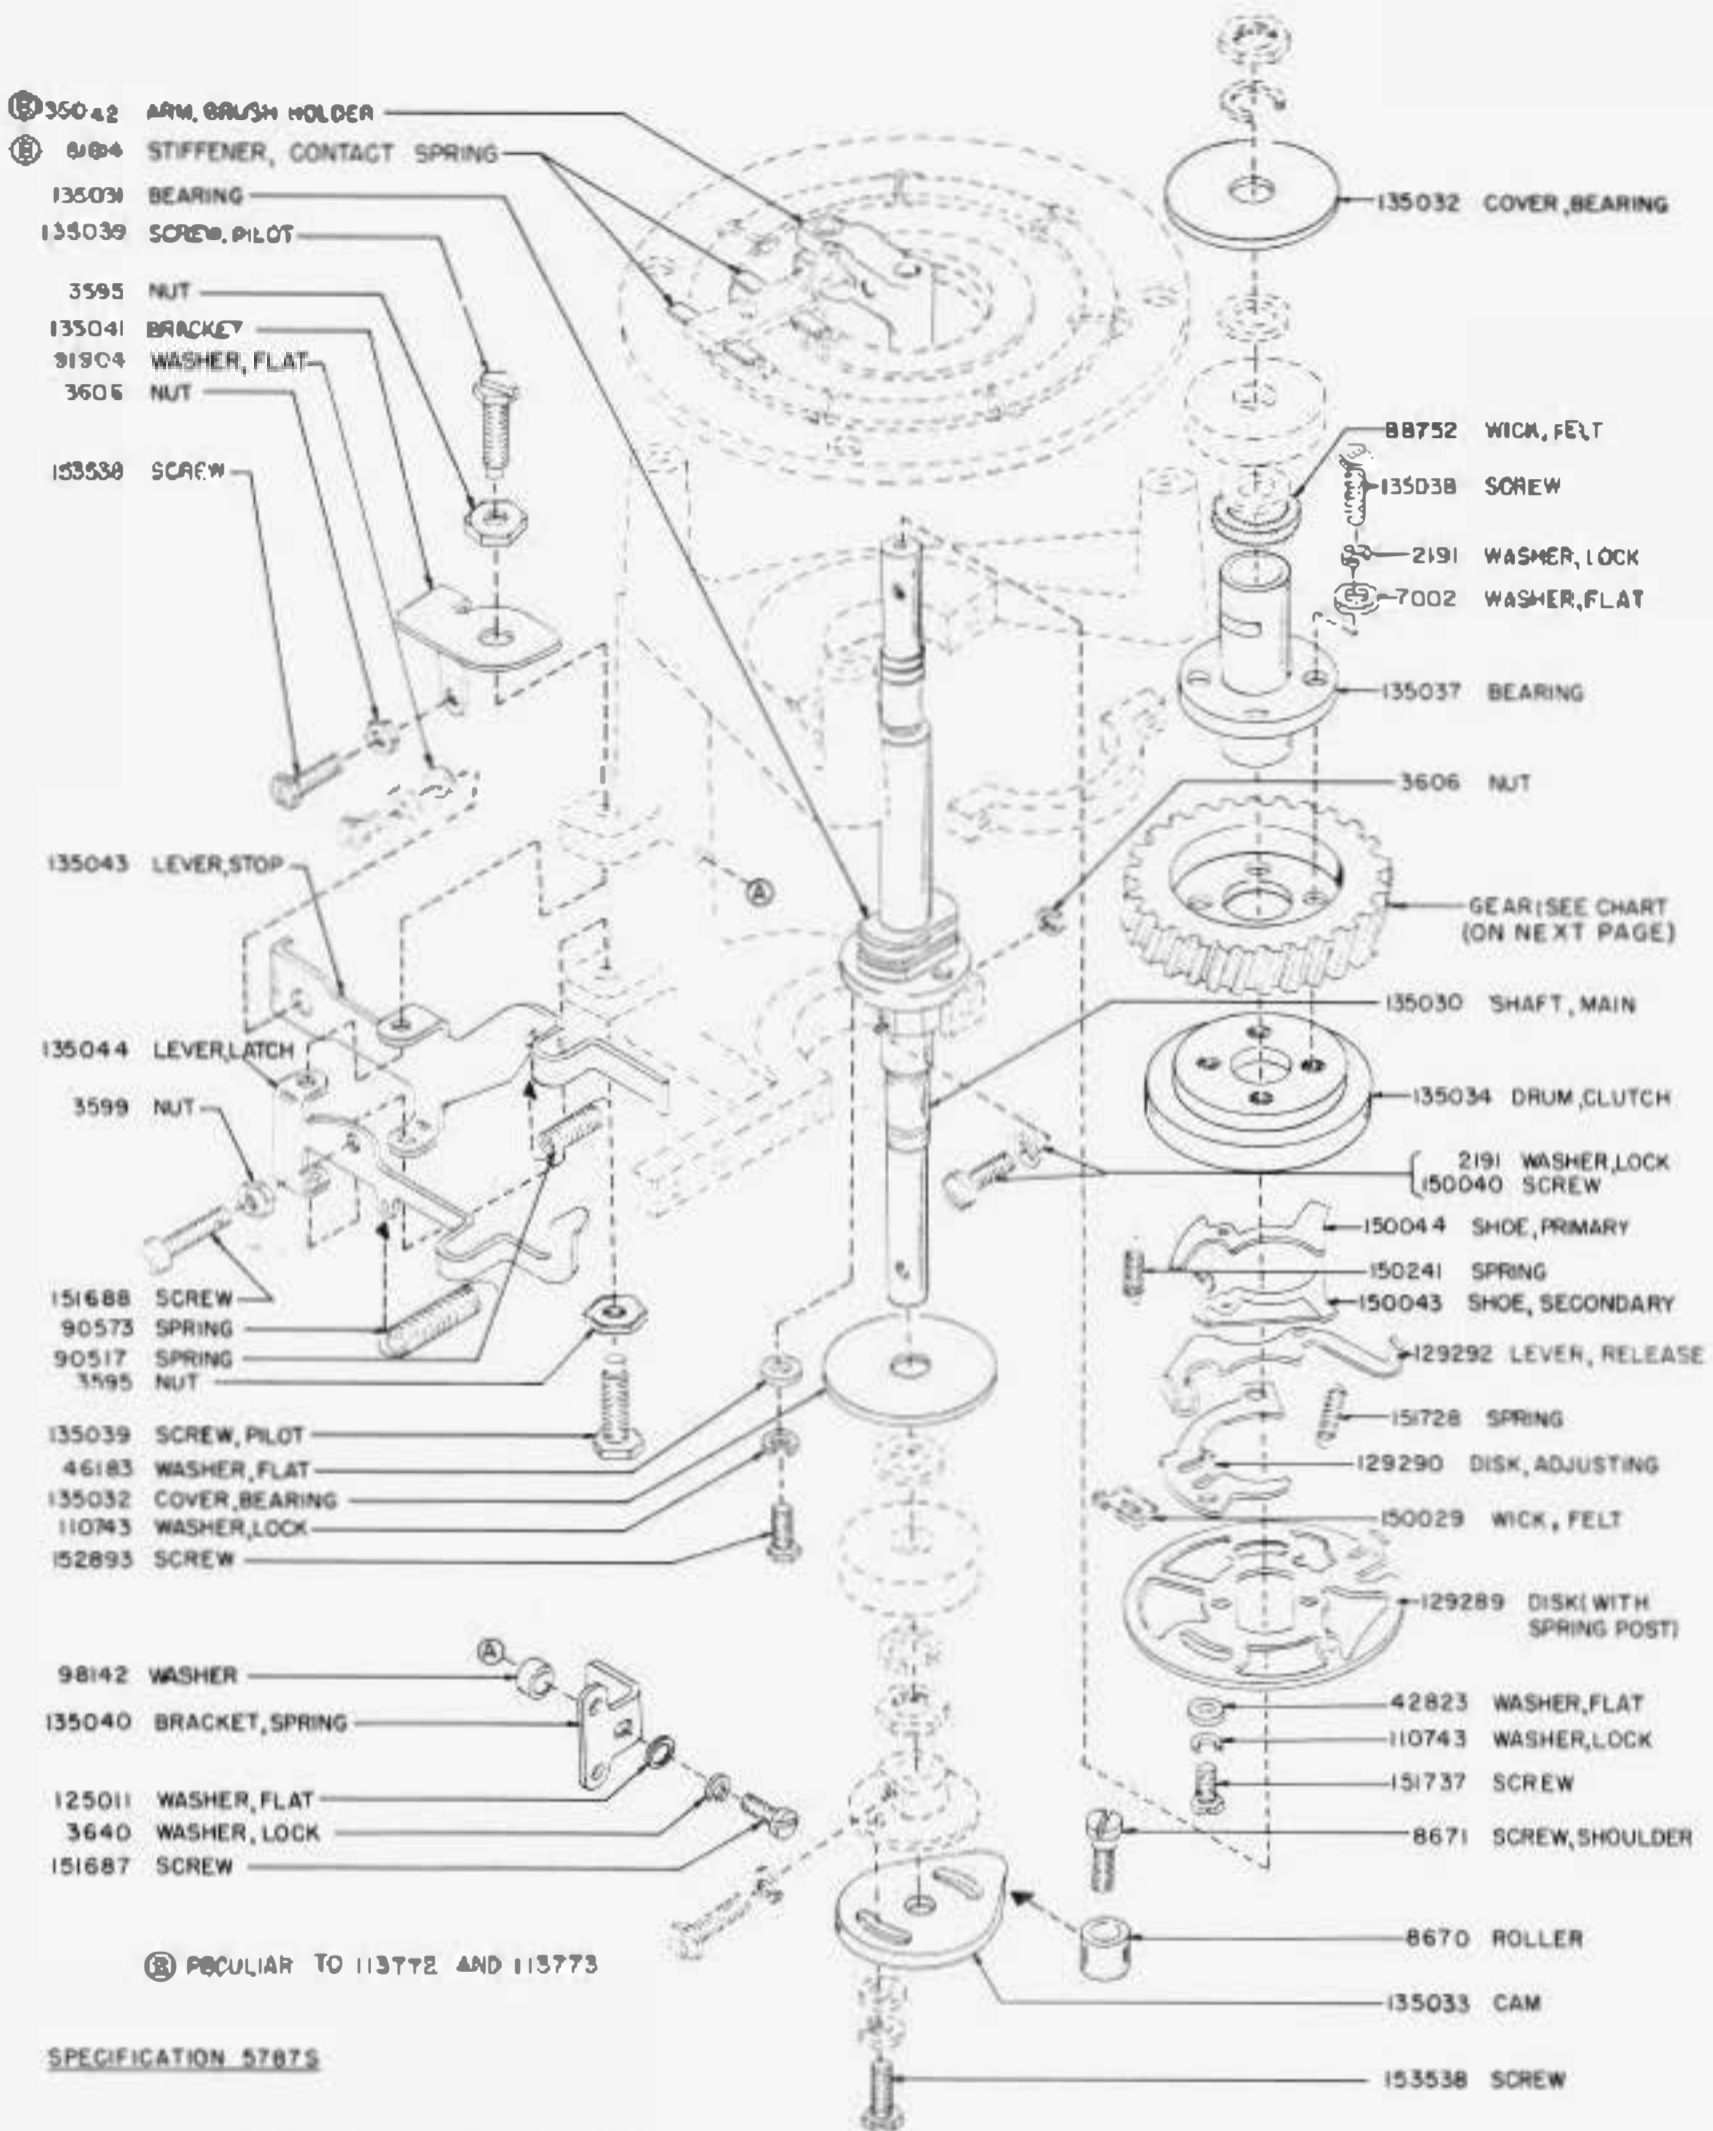 135042 ARM, BRUSH HOLDER
STIFFENER, CONTACT SPRING
135031 BEARING
135039 SCREW, PILOT
3595 NUT
135041 BRACKET
91904 WASHER, FLAT
3606 NUT
153538 SCREW
135043 LEVER, STOP
135044 LEVER, LATCH
3599 NUT
151688 SCREW
90573 SPRING
90517 SPRING
3595 NUT
135039 SCREW, PILOT
46183 WASHER, FLAT
135032 COVER, BEARING
110743 WASHER, LOCK
152893 SCREW
A
98142 WASHER
135040 BRACKET, SPRING
125011 WASHER, FLAT
3640 WASHER, LOCK
151687 SCREW
PECULIAR TO 113772 AND 113773
SPECIFICATION 5787S
A
135032 COVER, BEARING
88752 WICK, FELT
135038 SCREW
2191 WASHER, LOCK
7002 WASHER, FLAT
135037 BEARING
3606 NUT
GEAR (SEE CHART
(ON NEXT PAGE)
135030 SHAFT, MAIN
135034 DRUM, CLUTCH
2191 WASHER, LOCK
150040 SCREW
150044 SHOE, PRIMARY
150241 SPRING
150043 SHOE, SECONDARY
129292 LEVER, RELEASE
151728 SPRING
129290 DISK, ADJUSTING
150029 WICK, FELT
129289 DISK (WITH
SPRING POST)
42823 WASHER, FLAT
110743 WASHER, LOCK
151737 SCREW
8671 SCREW, SHOULDER
8670 ROLLER
135033 CAM
153538 SCREW